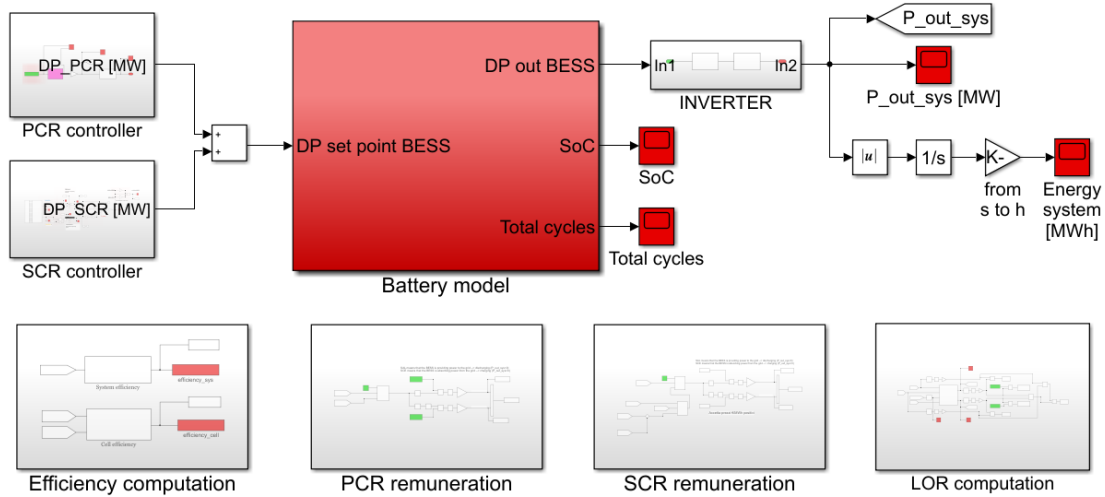 DP_PCR [MW]
PCR controller
DP_SCR [MW]
SCR controller
+
+
DP set point BESS
DP out BESS
SoC
Total cycles
Battery model
In1
In2
INVERTER
SoC
Total cycles
P_out_sys
P_out_sys [MW]
|u|
1/s
K-
from
s to h
Energy
system
[MWh]
System efficiency
efficiency_sys
Cell efficiency
efficiency_cell
Efficiency computation
PCR remuneration
SCR remuneration
LOR computation